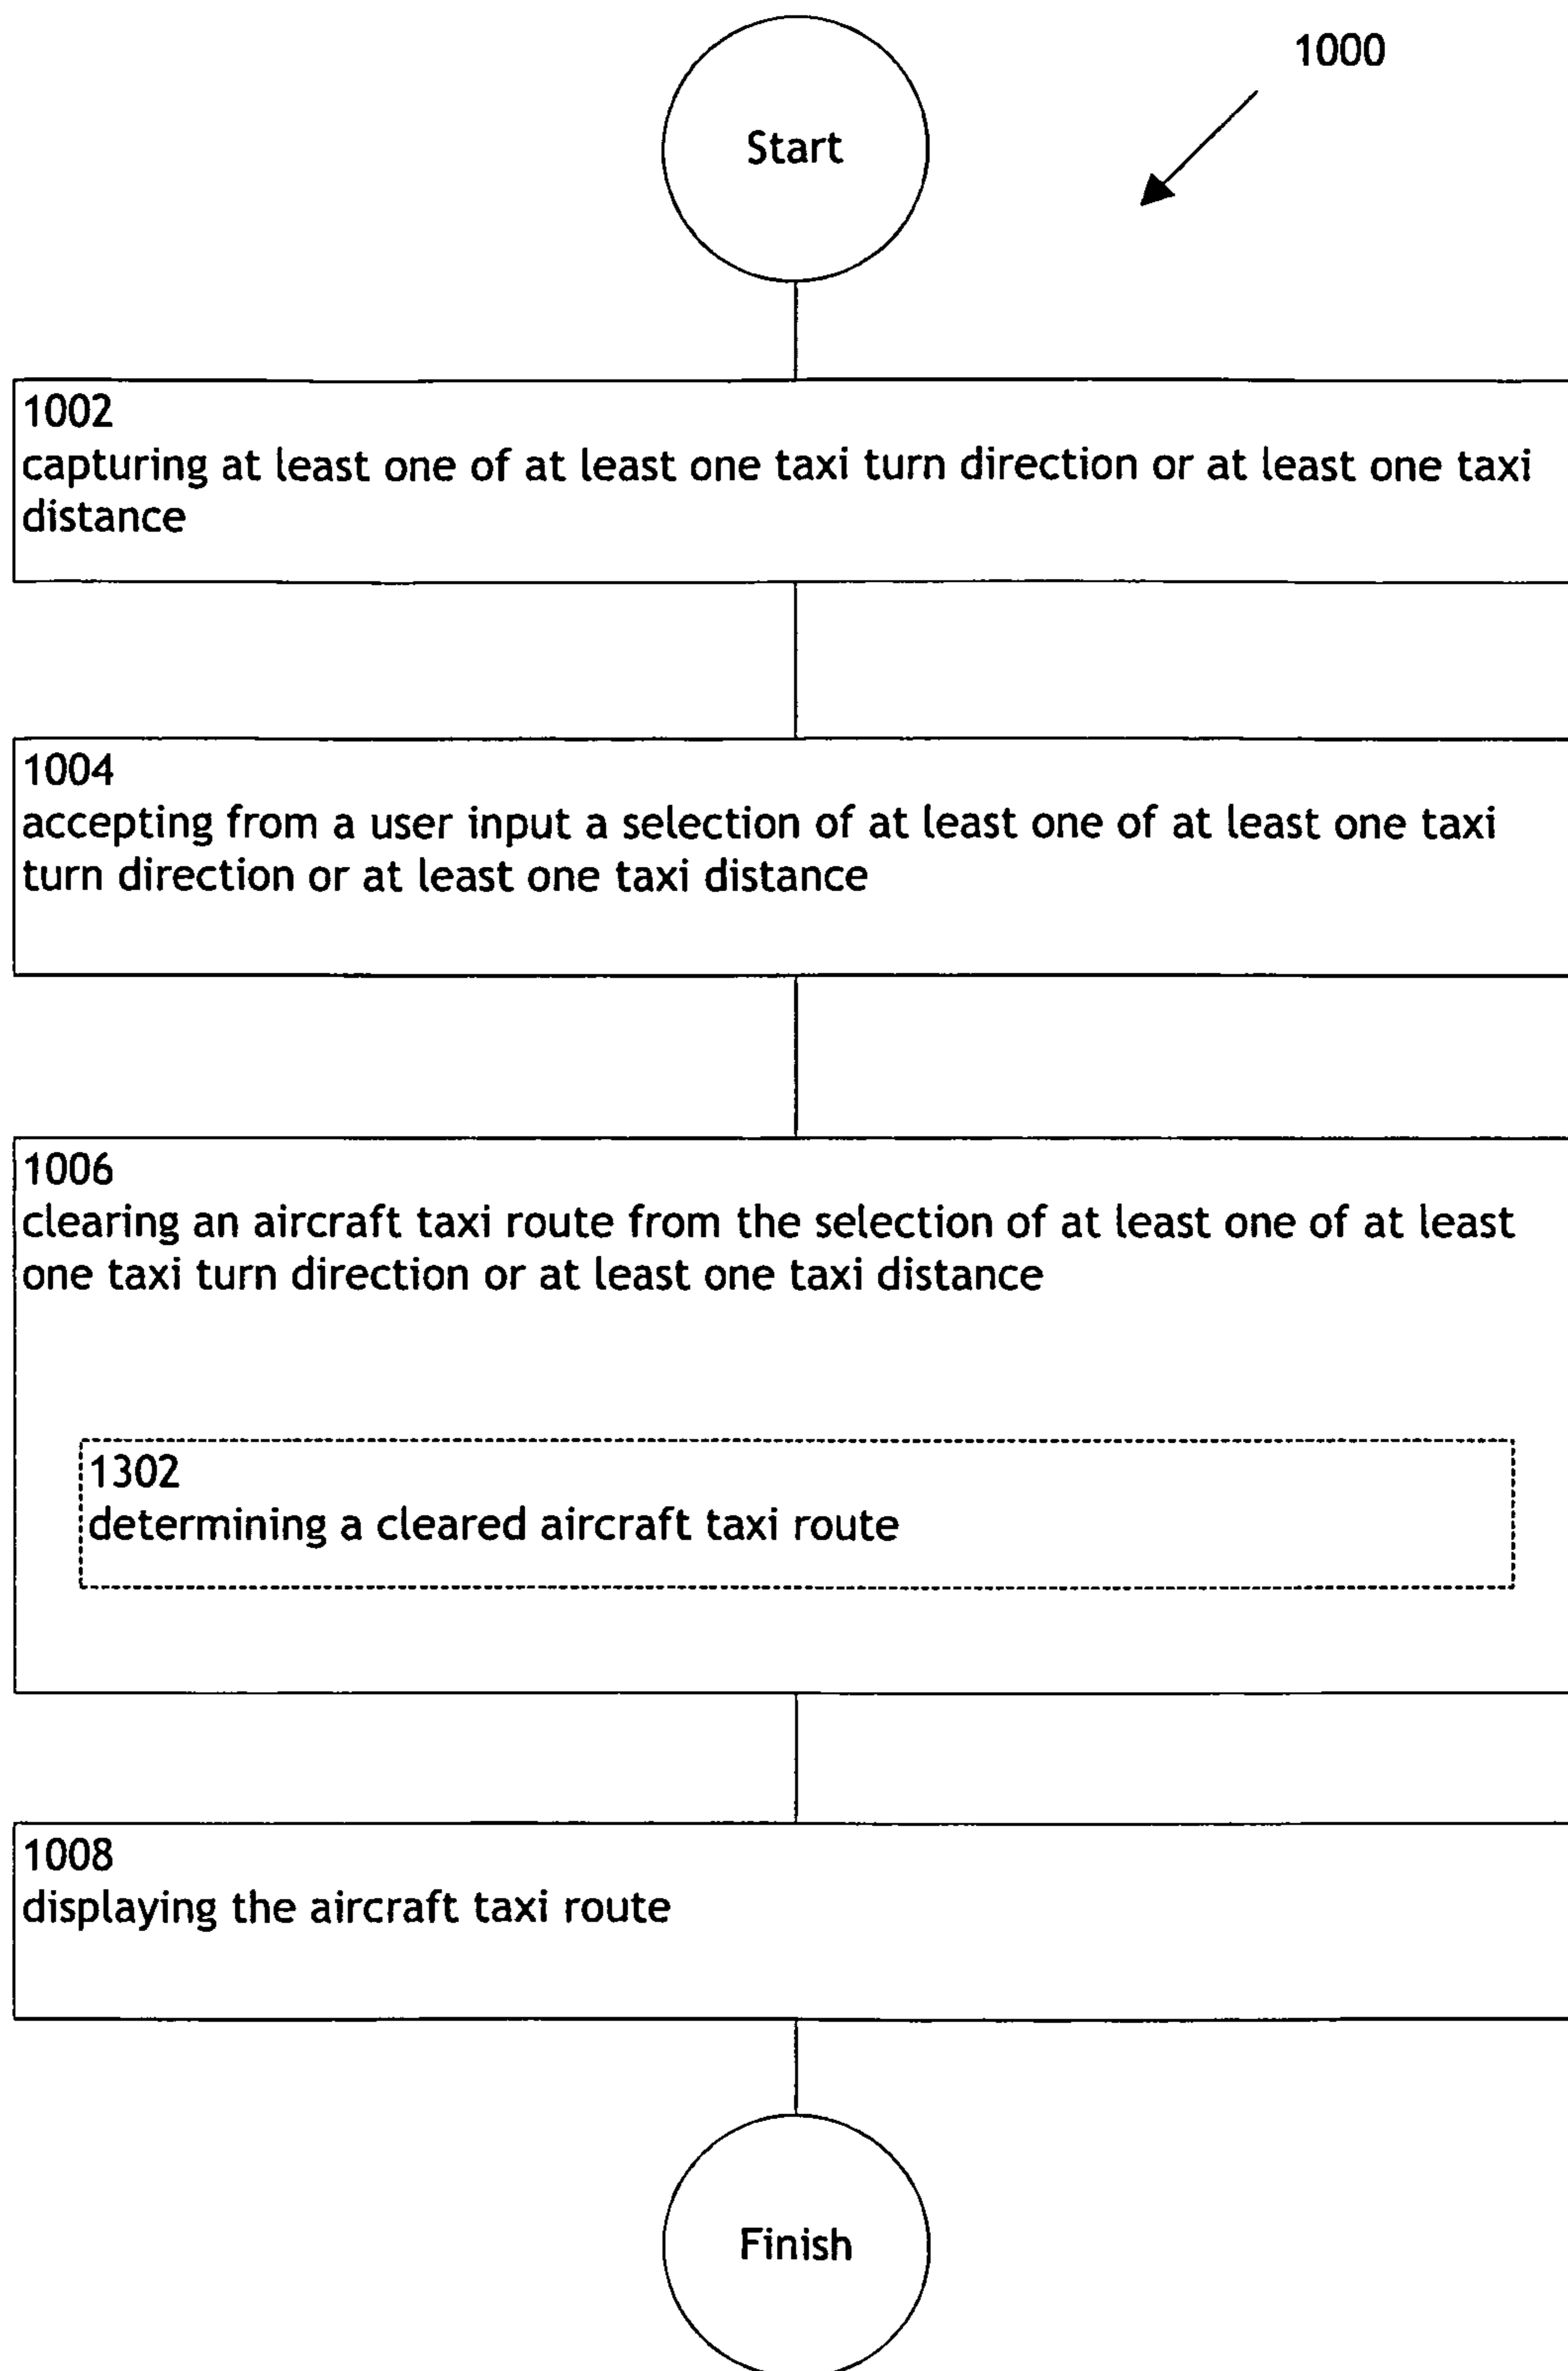 1000
Start
1002
capturing at least one of at least one taxi turn direction or at least one taxi
distance
1004
accepting from a user input a selection of at least one of at least one taxi
turn direction or at least one taxi distance
1006
clearing an aircraft taxi route from the selection of at least one of at least
one taxi turn direction or at least one taxi distance
1302
determining a cleared aircraft taxi route
1008
displaying the aircraft taxi route
Finish